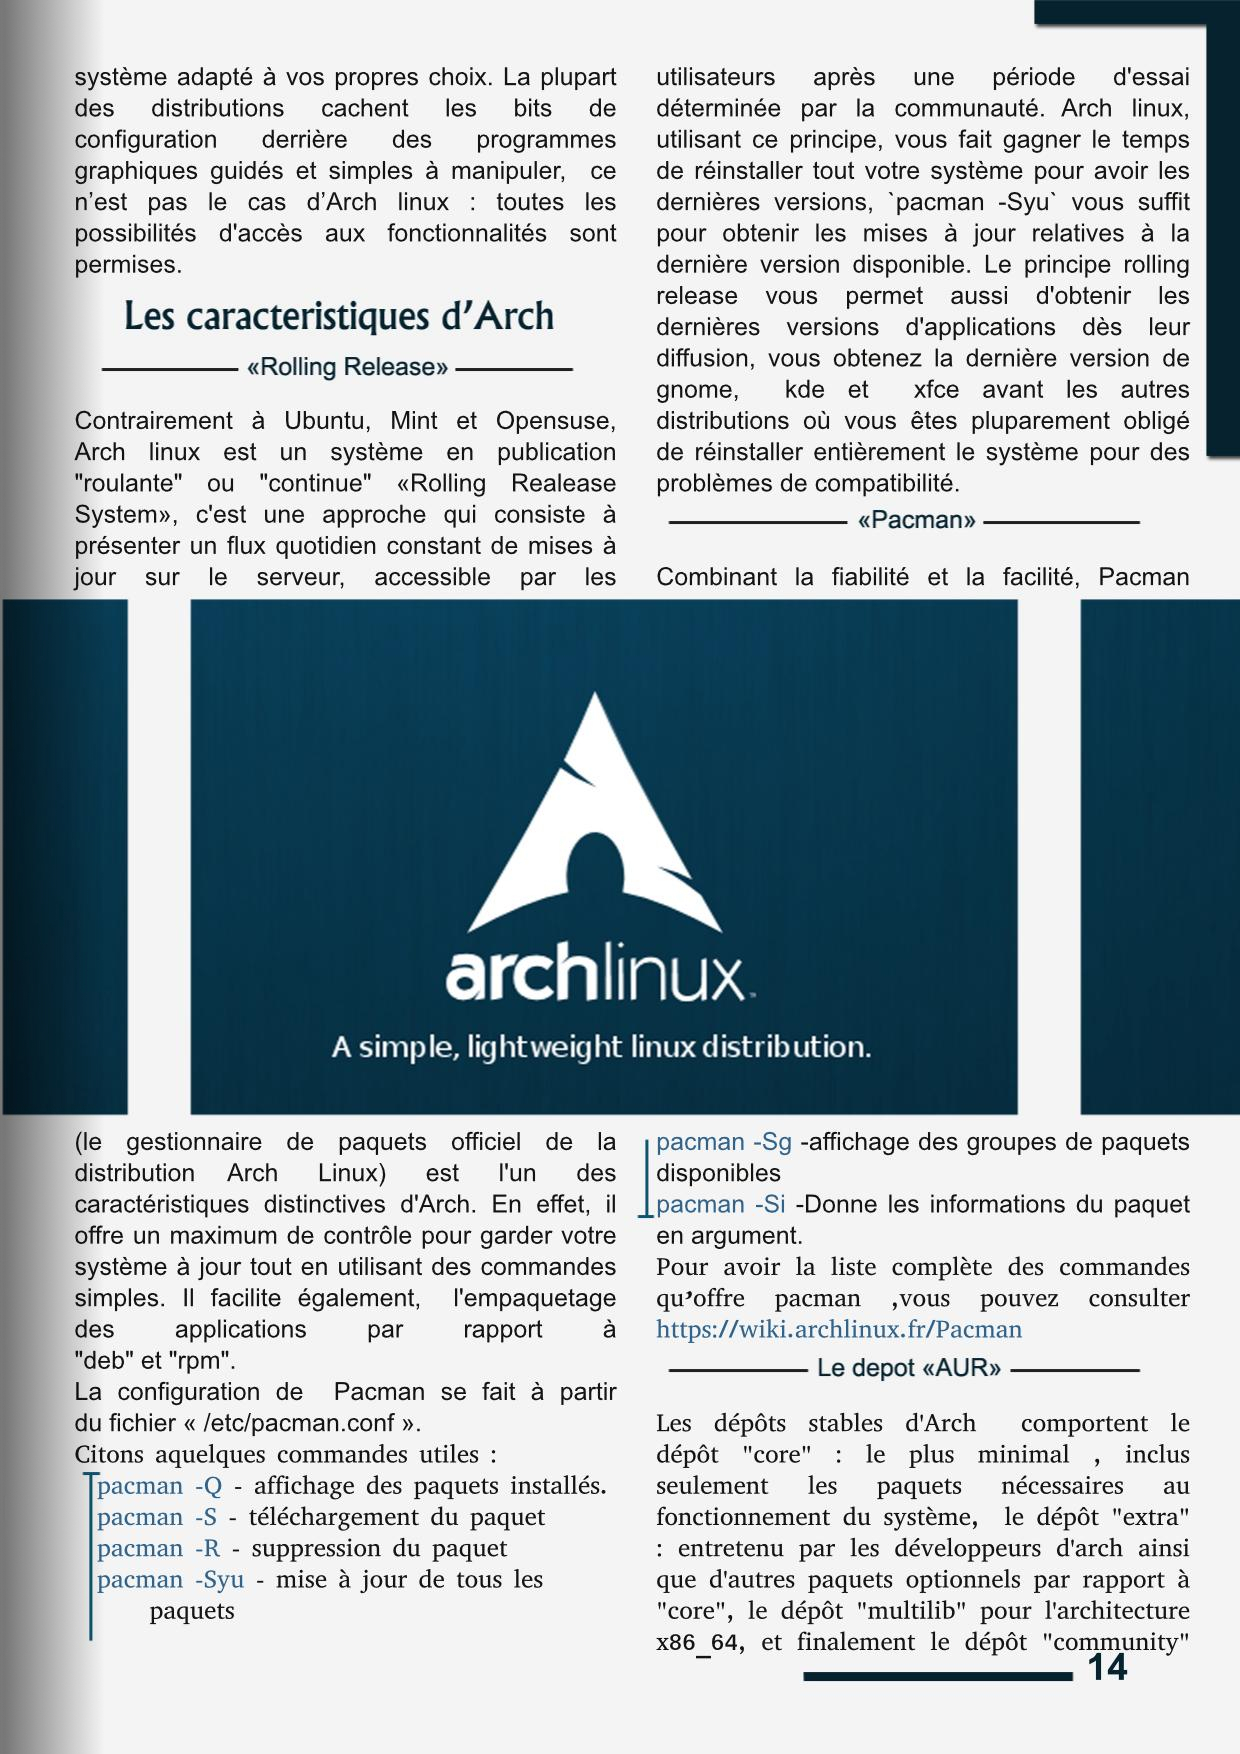 système adapté à vos propres choix. La plupart
des distributions cachent les bits de
configuration derrière des programmes
graphiques guidés et simples à manipuler, ce
n’est pas le cas d’Arch linux : toutes les
possibilités d'accès aux fonctionnalités sont
permises.
Les caracteristiques d’Arch
«Rolling Release»
Contrairement à Ubuntu, Mint et Opensuse,
Arch linux est un système en publication
"roulante" ou "continue" «Rolling Realease
System», c'est une approche qui consiste à
présenter un flux quotidien constant de mises à
jour sur le serveur, accessible par les
utilisateurs après une période d'essai
déterminée par la communauté. Arch linux,
utilisant ce principe, vous fait gagner le temps
de réinstaller tout votre système pour avoir les
dernières versions, `pacman -Syu` vous suffit
pour obtenir les mises à jour relatives à la
dernière version disponible. Le principe rolling
release vous permet aussi d'obtenir les
dernières versions d'applications dès leur
diffusion, vous obtenez la dernière version de
gnome, kde et xfce avant les autres
distributions où vous êtes pluparement obligé
de réinstaller entièrement le système pour des
problèmes de compatibilité.
«Pacman»
Combinant la fiabilité et la facilité, Pacman
archlinux™
A simple, lightweight linux distribution.
(le gestionnaire de paquets officiel de la
distribution Arch Linux) est l'un des
caractéristiques distinctives d'Arch. En effet, il
offre un maximum de contrôle pour garder votre
système à jour tout en utilisant des commandes
simples. Il facilite également, l'empaquetage
des applications par rapport à
"deb" et "rpm".
La configuration de Pacman se fait à partir
du fichier « /etc/pacman.conf ».
Citons aquelques commandes utiles :
pacman -Q - affichage des paquets installés.
pacman -S - téléchargement du paquet
pacman -R - suppression du paquet
pacman -Syu - mise à jour de tous les
paquets
pacman -Sg -affichage des groupes de paquets
disponibles
pacman -Si -Donne les informations du paquet
en argument.
Pour avoir la liste complète des commandes
qu’offre pacman ,vous pouvez consulter
https://wiki.archlinux.fr/Pacman
Le depot «AUR»
Les dépôts stables d'Arch comportent le
dépôt "core" : le plus minimal , inclus
seulement les paquets nécessaires au
fonctionnement du système, le dépôt "extra"
: entretenu par les développeurs d'arch ainsi
que d'autres paquets optionnels par rapport à
"core", le dépôt "multilib" pour l'architecture
x86_64, et finalement le dépôt "community"
14